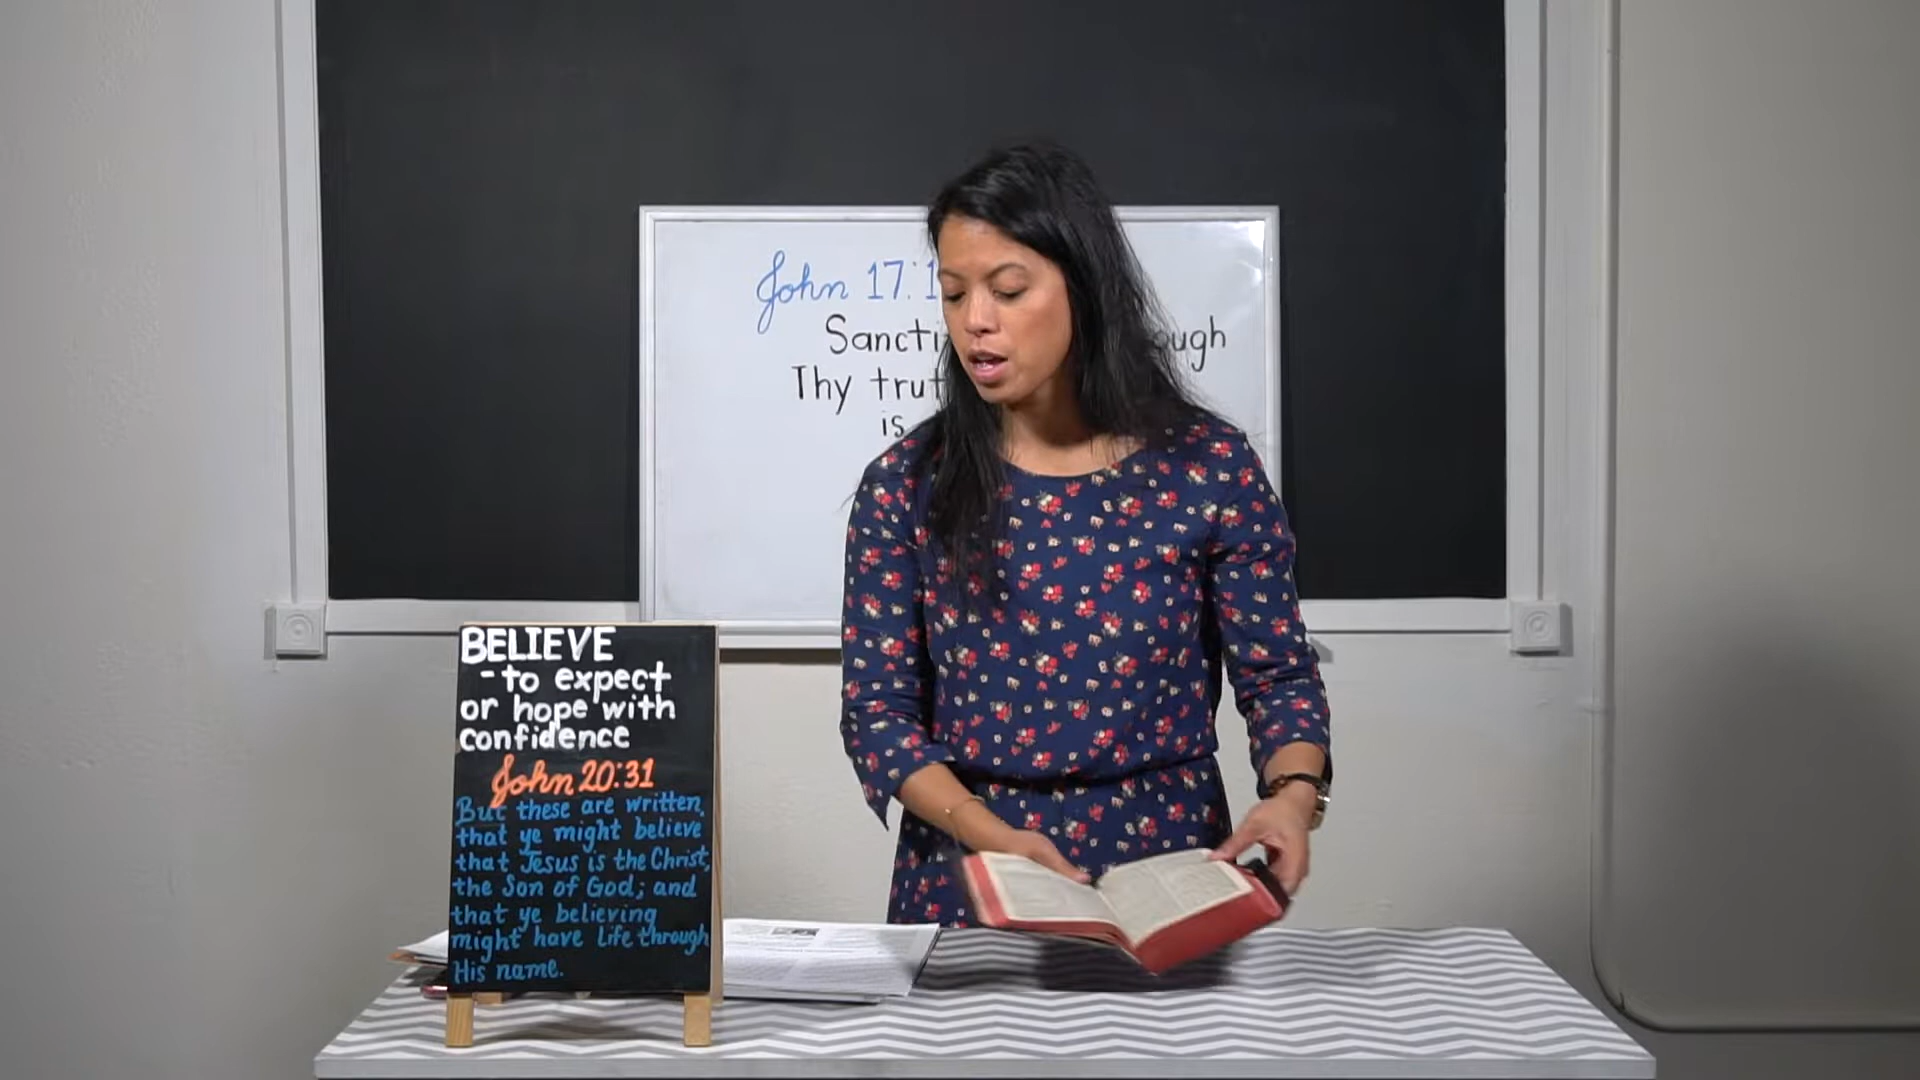 John 17:1
Sancti ough
Thy trut
is
BELIEVE
- to expect
or hope with
confidence
John 20:31
But these are written,
that ye might believe
that Jesus is the Christ,
the Son of God; and
that ye believing
might have life through
His name.